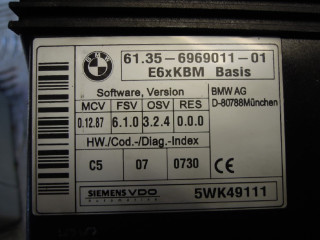 BMW
61.35-6969011-01
E6xKBM Basis
Software, Version
BMW AG
D-80788München
MCV FSV OSV RES
0.12.87 6.1.0 3.2.4 0.0.0
HW./Cod.-/Diag.-Index
C5 07 0730
CE
SIEMENS VDO
Automotive
5WK49111